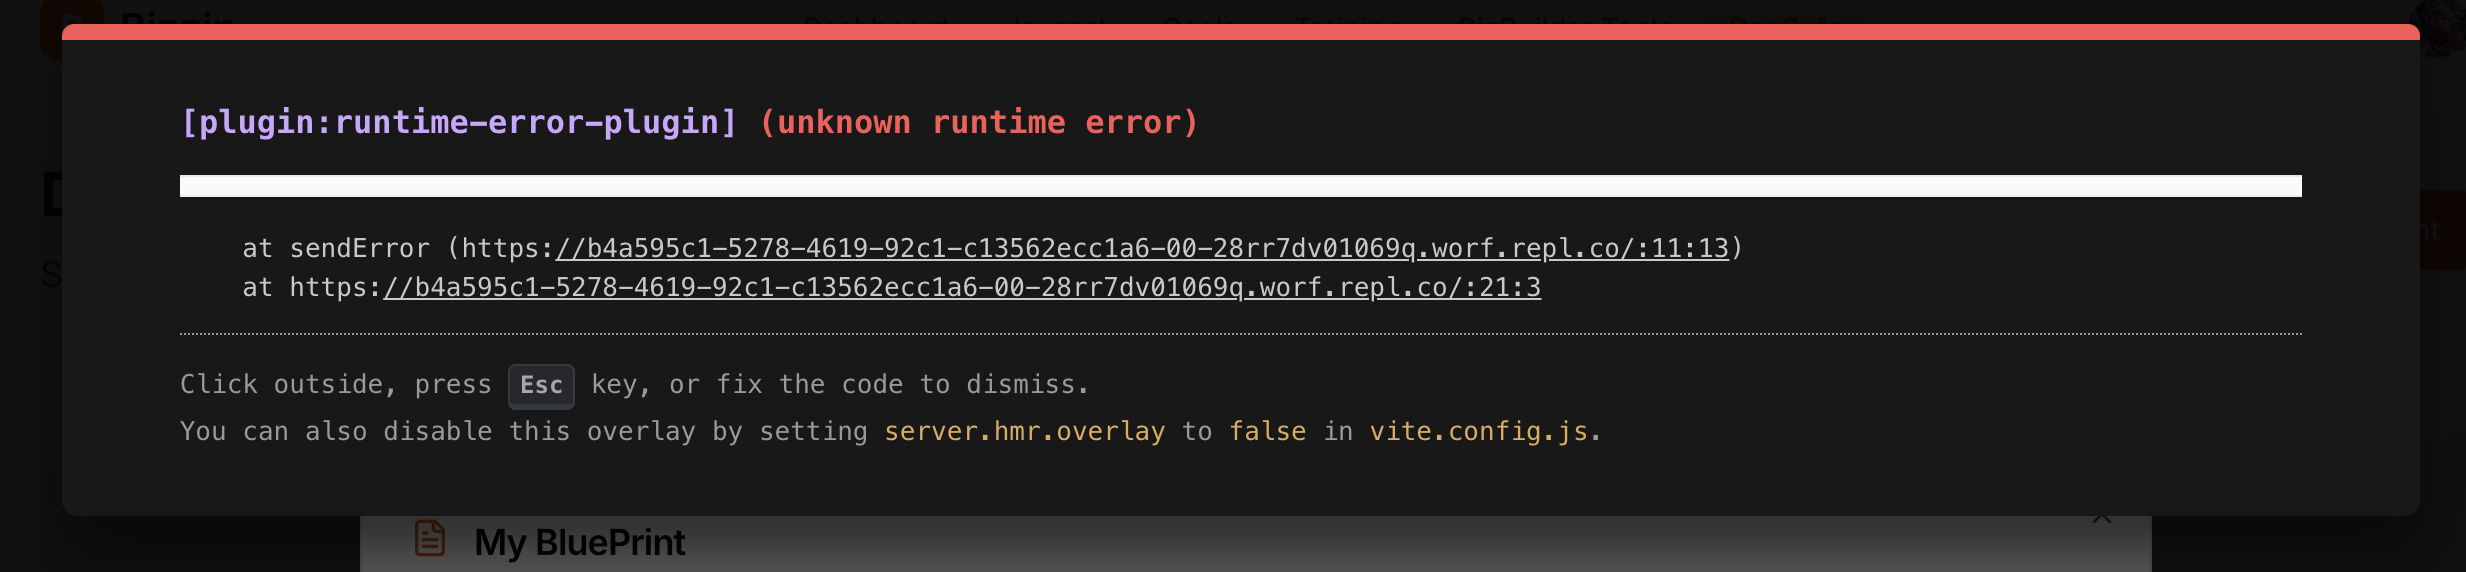 [plugin:runtime-error-plugin] (unknown runtime error)
at sendError (https://b4a595c1-5278-4619-92c1-c13562ecc1a6-00-28rr7dv01069q.worf.repl.co/:11:13)
at https://b4a595c1-5278-4619-92c1-c13562ecc1a6-00-28rr7dv01069q.worf.repl.co/:21:3
Click outside, press Esc key, or fix the code to dismiss.
You can also disable this overlay by setting server.hmr.overlay to false in vite.config.js.
My BluePrint